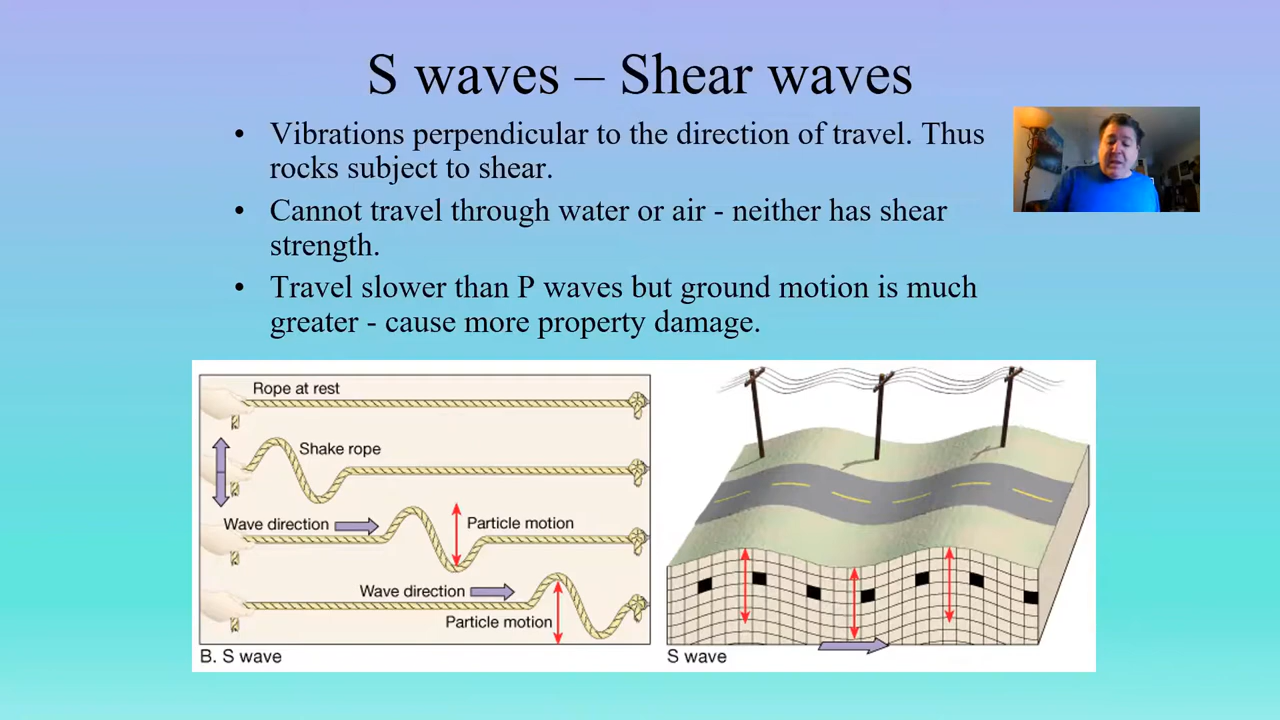 S waves – Shear waves
• Vibrations perpendicular to the direction of travel. Thus
rocks subject to shear.
• Cannot travel through water or air - neither has shear
strength.
• Travel slower than P waves but ground motion is much
greater - cause more property damage.
Rope at rest
Shake rope
Wave direction
Particle motion
Wave direction
Particle motion
B. S wave
S wave